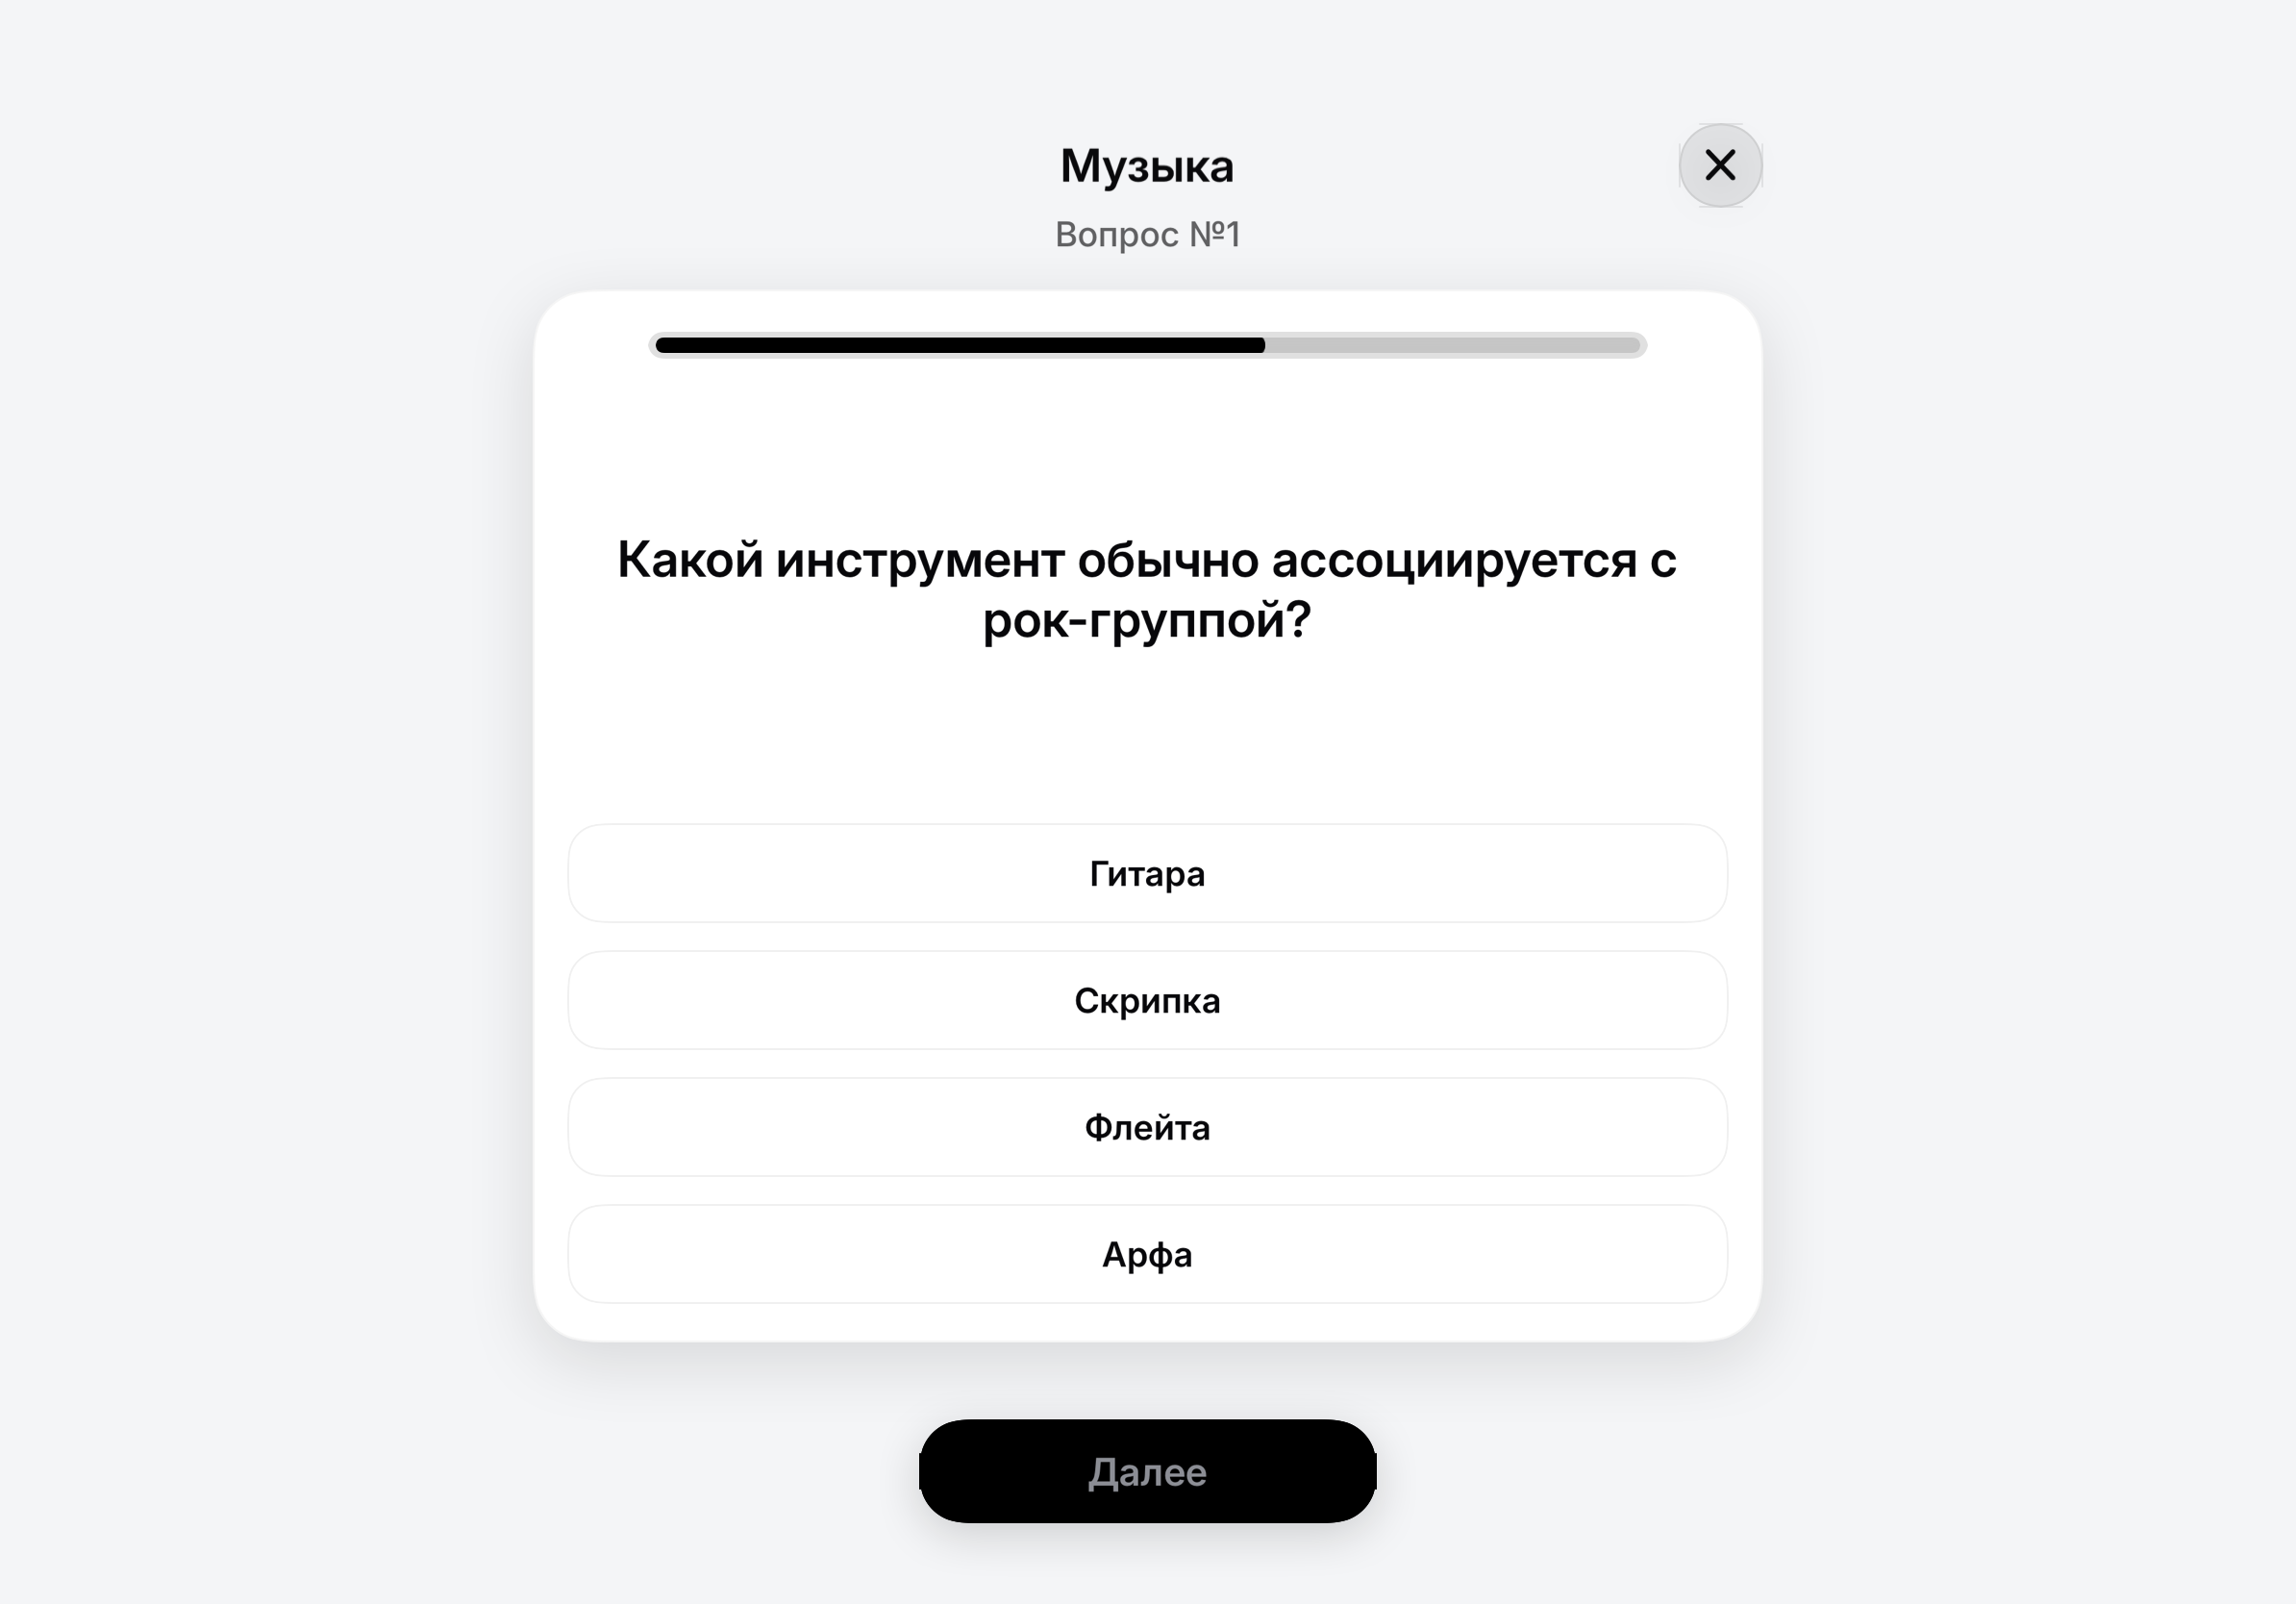 Музыка
Вопрос №1
Какой инструмент обычно ассоциируется с
рок-группой?
Гитара
Скрипка
Флейта
Арфа
Далее